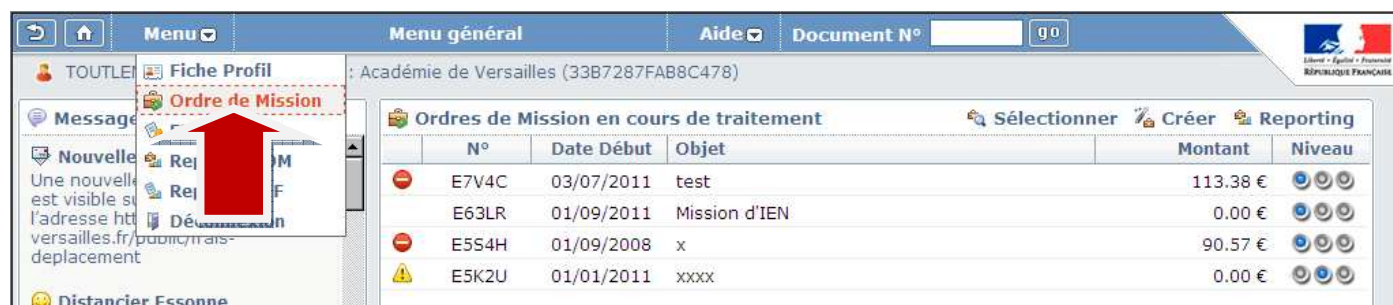 Menu Menu général Aide Document Nº go
TOUTLE : Académie de Versailles (33B7287FAB8C478)
Liberté • Égalité • Fraternité
RÉPUBLIQUE FRANÇAISE
Fiche Profil
Ordre de Mission
Déconnexion
Message
Nouvelle
Une nouvelle
est visible
l'adresse
versailles.fr/public/frais-
deplacement
Distancier Essonne
Ordres de Mission en cours de traitement Sélectionner Créer Reporting
Nº Date Début Objet Montant Niveau
E7V4C 03/07/2011 test 113.38 €
E63LR 01/09/2011 Mission d'IEN 0.00 €
E5S4H 01/09/2008 x 90.57 €
E5K2U 01/01/2011 xxxx 0.00 €